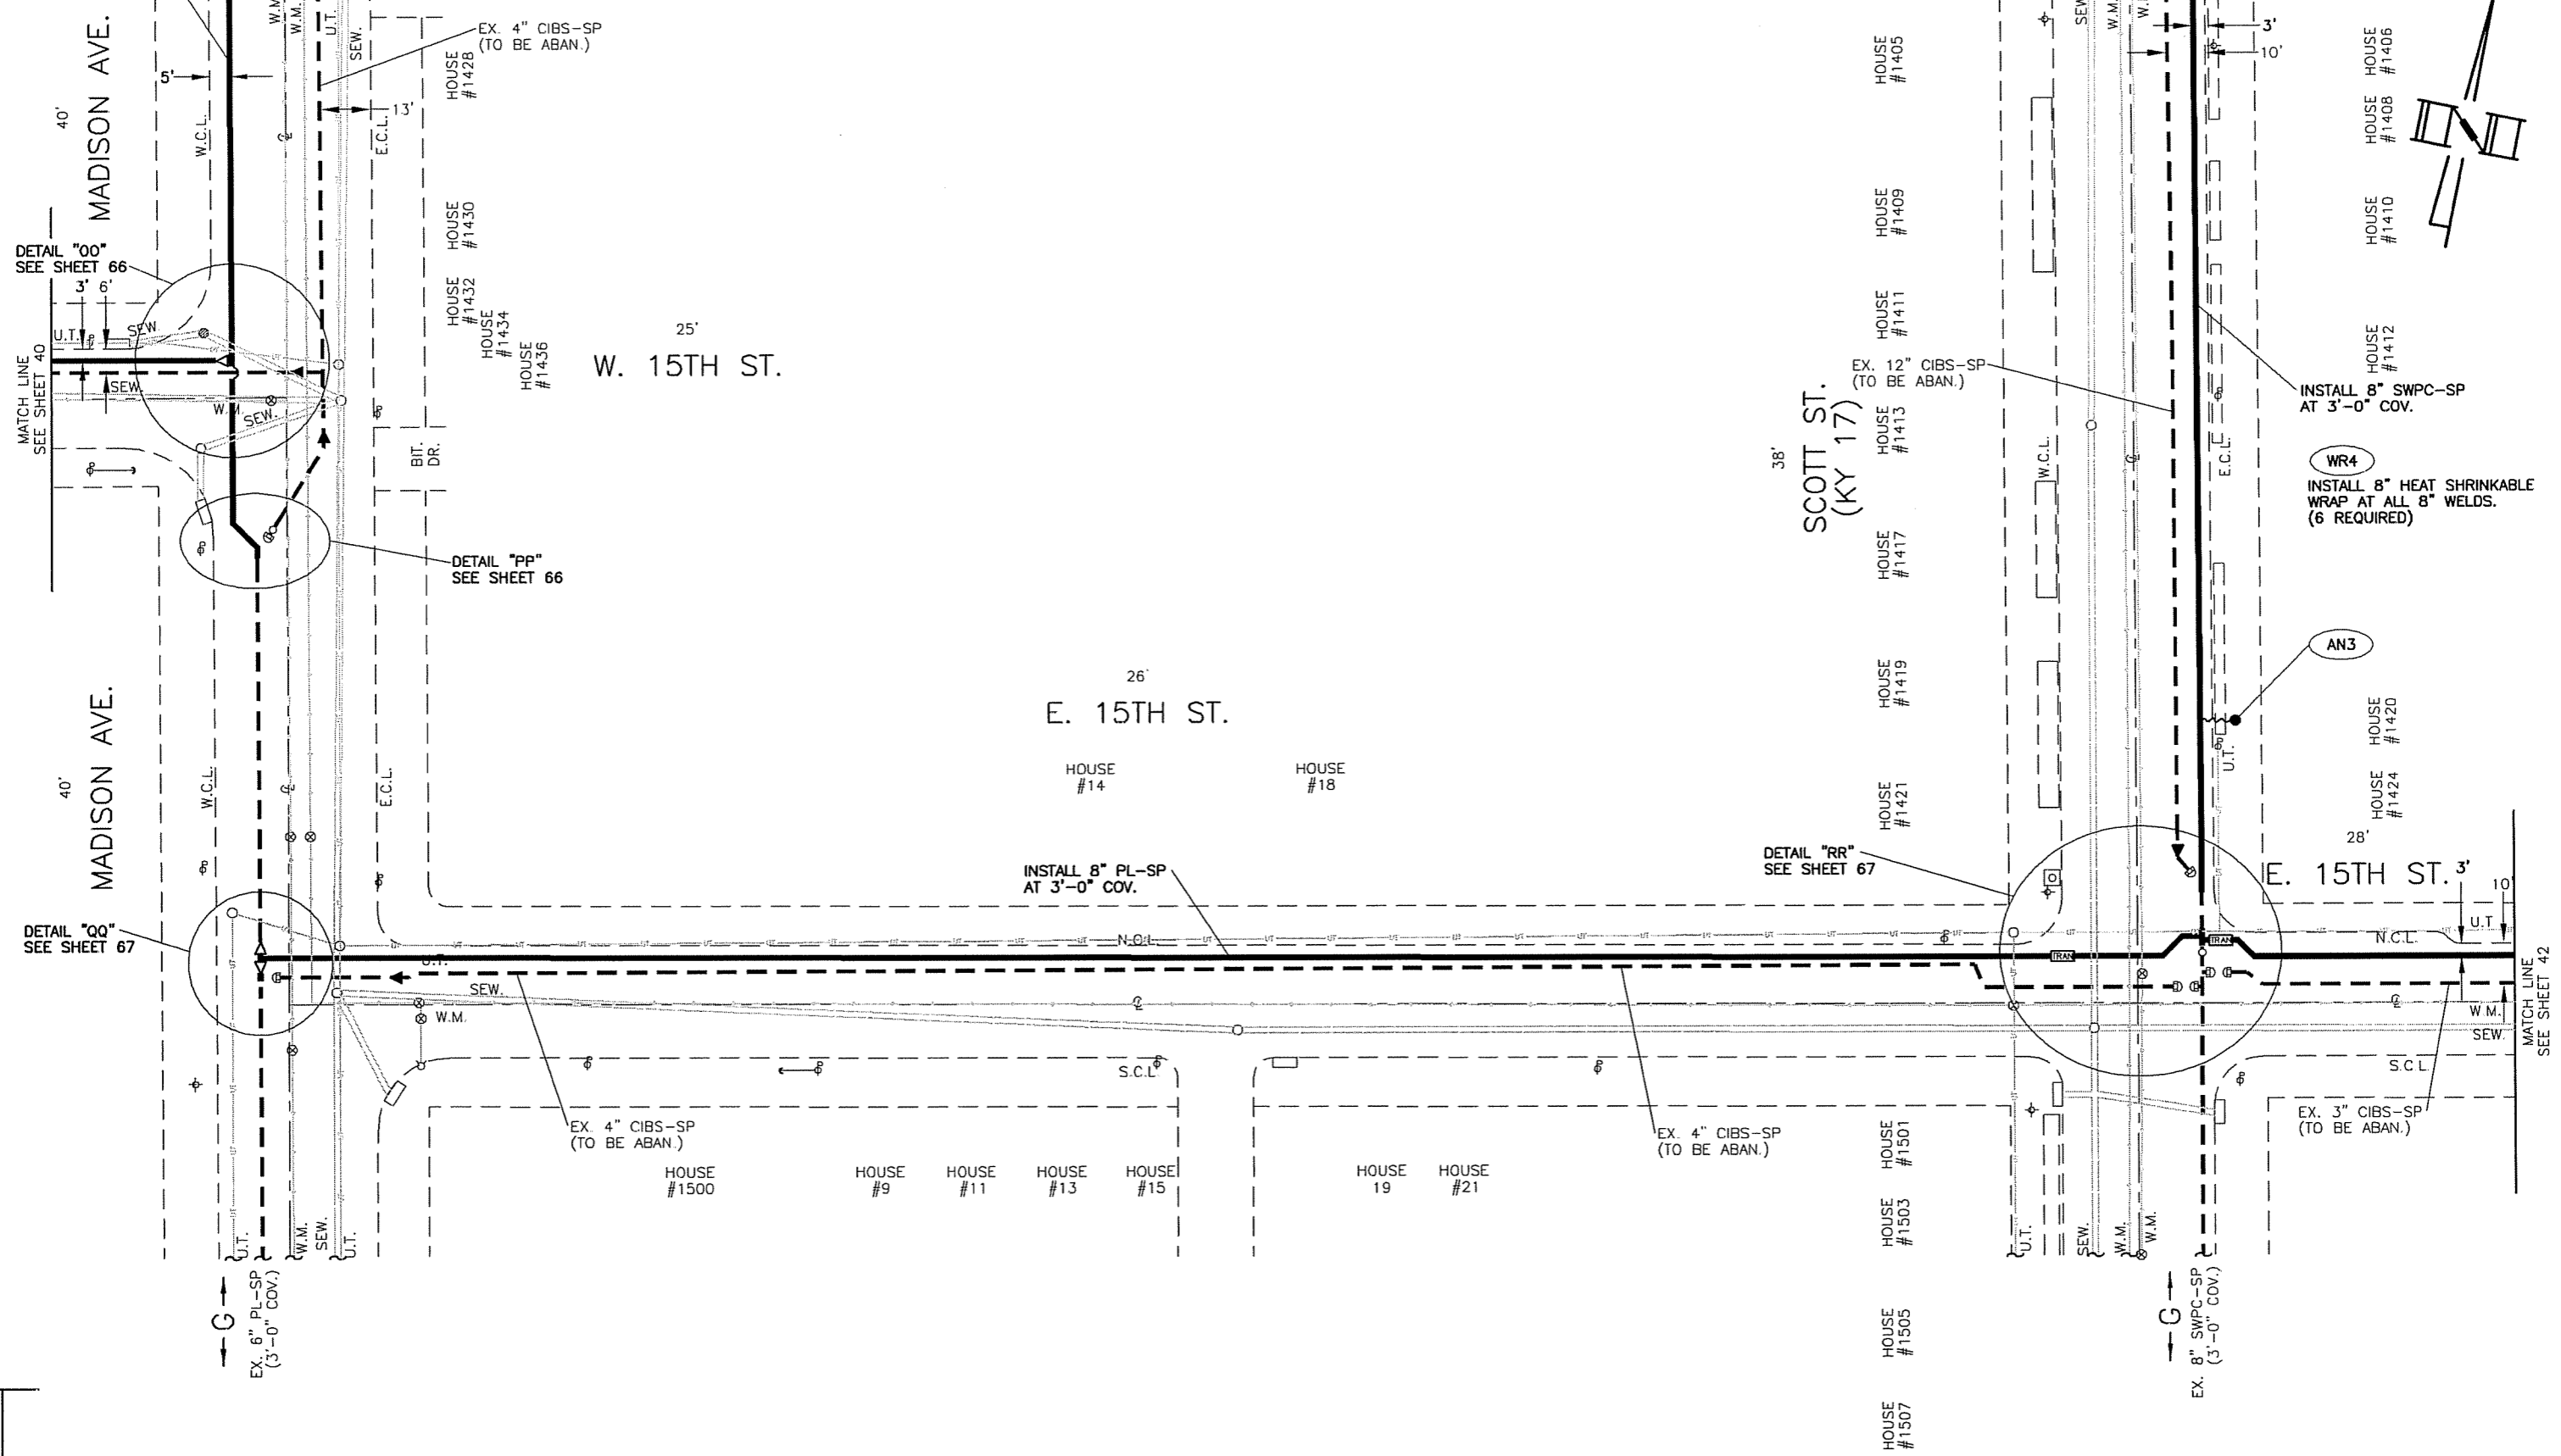 MADISON AVE.
40'
5'
W.C.L.
W.M.
W.M.
U.T.
SEW.
EX. 4" CIBS-SP
(TO BE ABAN.)
13'
E.C.L.
HOUSE
#1428
HOUSE
#1430
HOUSE
#1432
HOUSE
#1434
HOUSE
#1436
DETAIL "OO"
SEE SHEET 66
3'
6'
U.T.
SEW.
SEW.
W.M.
SEW.
MATCH LINE
SEE SHEET 40
BIT.
DR.
DETAIL "PP"
SEE SHEET 66
25'
W. 15TH ST.
26'
E. 15TH ST.
HOUSE
#14
HOUSE
#18
MADISON AVE.
40'
W.C.L.
E.C.L.
DETAIL "QQ"
SEE SHEET 67
INSTALL 8" PL-SP
AT 3'-0" COV.
N.C.L.
U.T.
SEW.
W.M.
S.C.L.
EX. 4" CIBS-SP
(TO BE ABAN.)
EX. 4" CIBS-SP
(TO BE ABAN.)
HOUSE
#1500
HOUSE
#9
HOUSE
#11
HOUSE
#13
HOUSE
#15
HOUSE
19
HOUSE
#21
U.T.
W.M.
SEW.
U.T.
G
EX. 6" PL-SP
(3'-0" COV.)
HOUSE
#1405
HOUSE
#1409
HOUSE
#1411
HOUSE
#1413
HOUSE
#1417
HOUSE
#1419
HOUSE
#1421
EX. 12" CIBS-SP
(TO BE ABAN.)
38'
SCOTT ST.
(KY 17)
W.C.L.
SEW.
W.M.
3'
10'
HOUSE
#1406
HOUSE
#1408
HOUSE
#1410
HOUSE
#1412
INSTALL 8" SWPC-SP
AT 3'-0" COV.
E.C.L.
WR4
INSTALL 8" HEAT SHRINKABLE
WRAP AT ALL 8" WELDS.
(6 REQUIRED)
AN3
U.T.
HOUSE
#1420
HOUSE
#1424
DETAIL "RR"
SEE SHEET 67
28'
E. 15TH ST.
3'
10'
TRAN
TRAN
N.C.L.
U.T
W M.
SEW.
S.C.L.
MATCH LINE
SEE SHEET 42
EX. 3" CIBS-SP
(TO BE ABAN.)
HOUSE
#1501
HOUSE
#1503
HOUSE
#1505
HOUSE
#1507
U.T.
SEW.
W.M.
W.M.
G
EX. 8" SWPC-SP
(3'-0" COV.)